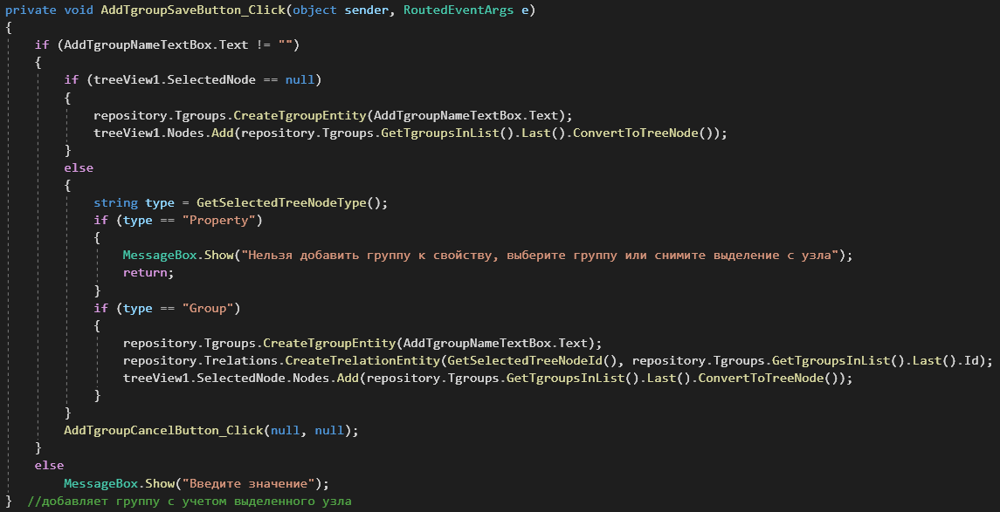 private void AddTgroupSaveButton_Click(object sender, RoutedEventArgs e)
{
    if (AddTgroupNameTextBox.Text != "")
    {
        if (treeView1.SelectedNode == null)
        {
            repository.Tgroups.CreateTgroupEntity(AddTgroupNameTextBox.Text);
            treeView1.Nodes.Add(repository.Tgroups.GetTgroupsInList().Last().ConvertToTreeNode());
        }
        else
        {
            string type = GetSelectedTreeNodeType();
            if (type == "Property")
            {
                MessageBox.Show("Нельзя добавить группу к свойству, выберите группу или снимите выделение с узла");
                return;
            }
            if (type == "Group")
            {
                repository.Tgroups.CreateTgroupEntity(AddTgroupNameTextBox.Text);
                repository.Trelations.CreateTrelationEntity(GetSelectedTreeNodeId(), repository.Tgroups.GetTgroupsInList().Last().Id);
                treeView1.SelectedNode.Nodes.Add(repository.Tgroups.GetTgroupsInList().Last().ConvertToTreeNode());
            }
        }
        AddTgroupCancelButton_Click(null, null);
    }
    else
        MessageBox.Show("Введите значение");
}  //добавляет группу с учетом выделенного узла